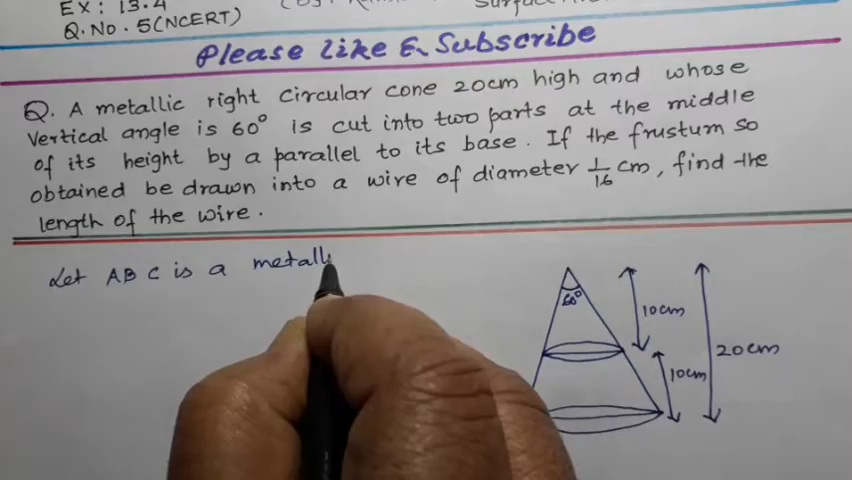 EX: 13.4
Q.No. 5(NCERT)
Please like & Subscribe
Q. A metallic right circular cone 20cm high and whose
Vertical angle is 60° is cut into two parts at the middle
of its height by a parallel to its base. If the frustum so
obtained be drawn into a wire of diameter 1/16 cm, find the
length of the wire.
Let ABC is a metall
60°
10cm
20cm
10cm